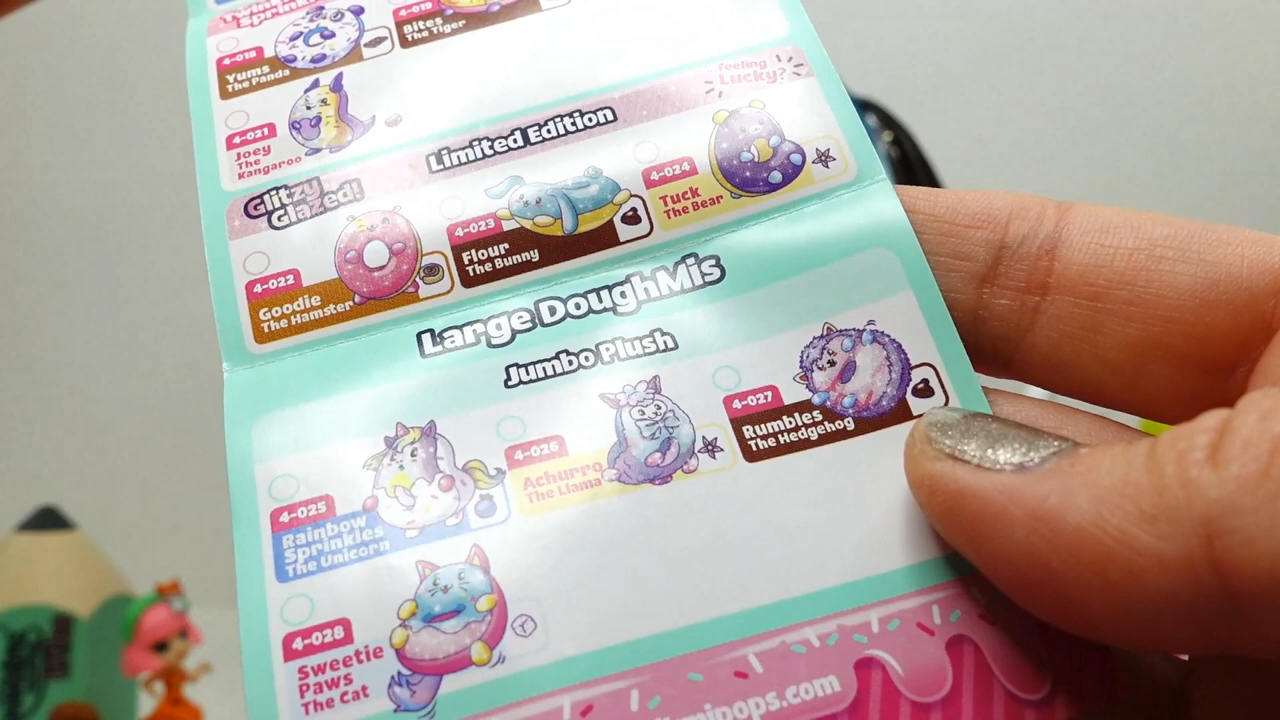 Sprinkl
4-018
Yums
The Panda
4-019
Bites
The Tiger
4-021
Joey
The
Kangaroo
...feeling
Lucky?
Limited Edition
Glitzy
Glazed!
4-022
Goodie
The Hamster
4-023
Flour
The Bunny
4-024
Tuck
The Bear
Large DoughMis
Jumbo Plush
4-025
Rainbow
Sprinkles
The Unicorn
4-026
Achurro
The Llama
4-027
Rumbles
The Hedgehog
4-028
Sweetie
Paws
The Cat
mipops.com